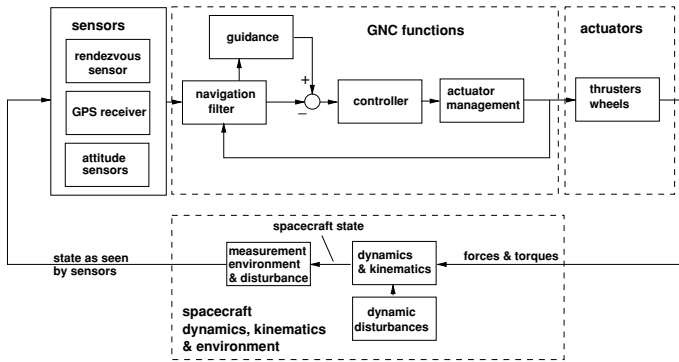 sensors
rendezvous
sensor
GPS receiver
attitude
sensors
GNC functions
guidance
navigation
filter
+
−
controller
actuator
management
actuators
thrusters
wheels
spacecraft state
state as seen
by sensors
measurement
environment
& disturbance
dynamics
& kinematics
forces & torques
dynamic
disturbances
spacecraft
dynamics, kinematics
& environment